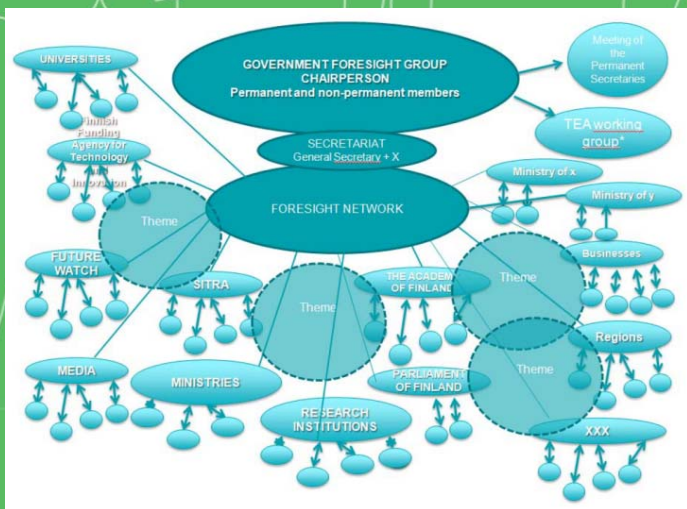 GOVERNMENT FORESIGHT GROUP
CHAIRPERSON
Permanent and non-permanent members
Meeting of
the
Permanent
Secretaries
UNIVERSITIES
TEA working
group*
SECRETARIAT
General Secretary + X
Finnish
Funding
Agency for
Technology
and
Innovation
Ministry of x
Ministry of y
FORESIGHT NETWORK
Theme
Businesses
FUTURE
WATCH
SITRA
Theme
THE ACADEM
OF FINLAND
Theme
Regions
MEDIA
MINISTRIES
PARLIAMENT
OF FINLAND
Theme
RESEARCH
INSTITUTIONS
XXX